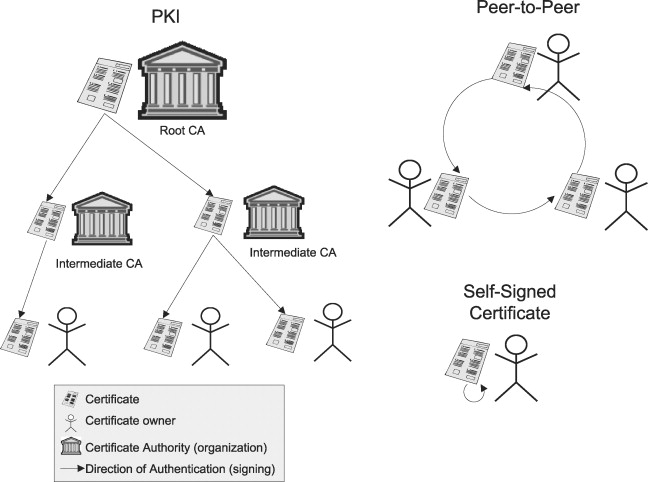 PKI
Root CA
Intermediate CA
Intermediate CA
Peer-to-Peer
Self-Signed
Certificate
Certificate
Certificate owner
Certificate Authority (organization)
Direction of Authentication (signing)